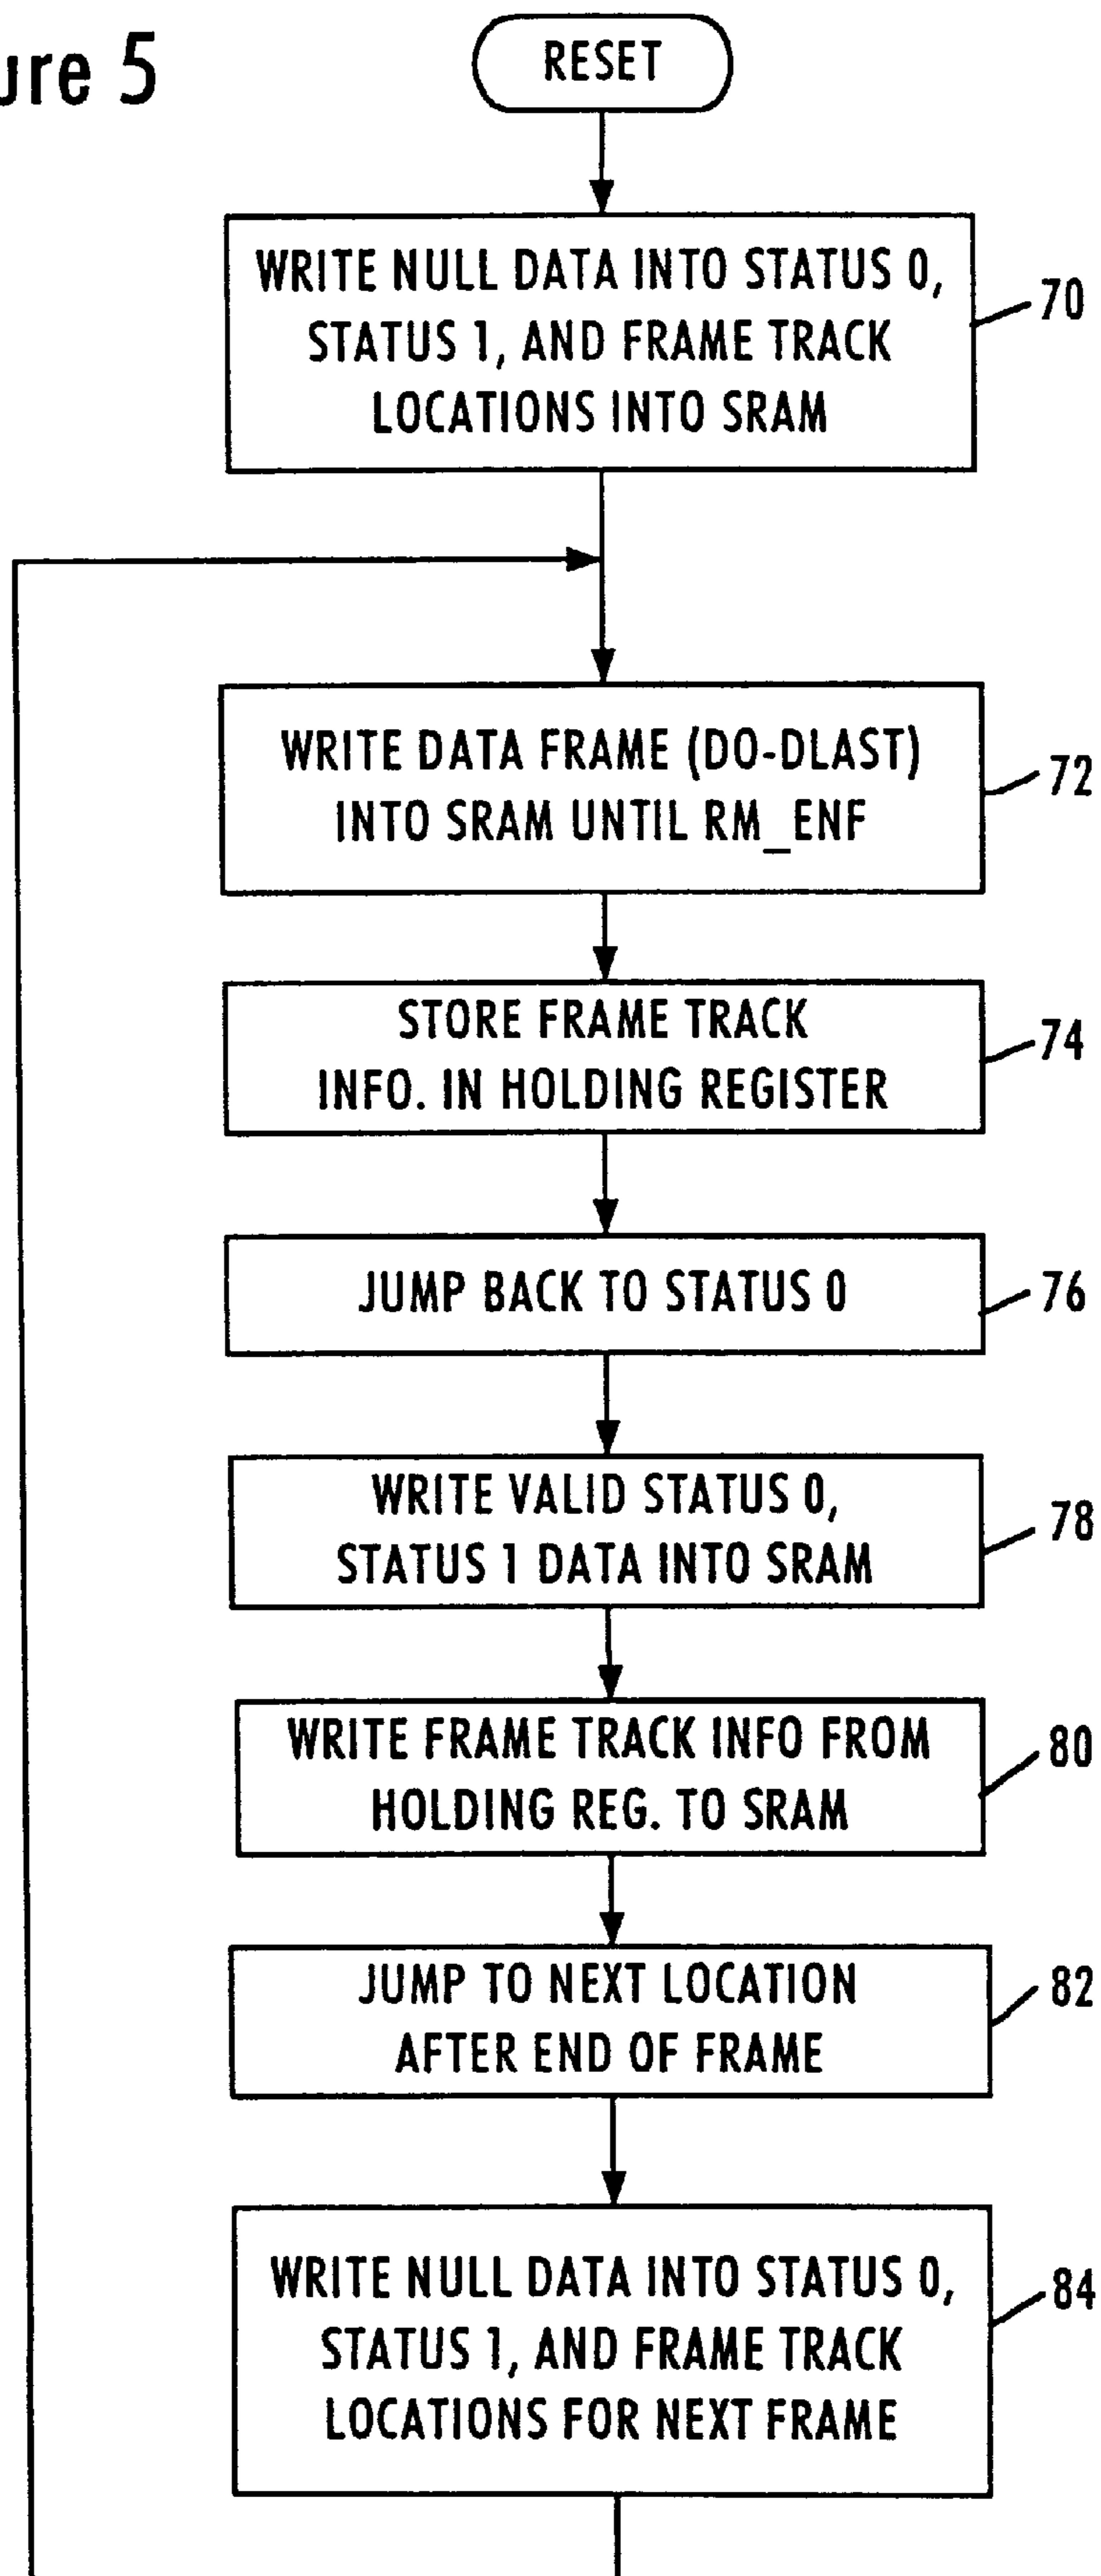 ure 5
RESET
WRITE NULL DATA INTO STATUS 0,
STATUS 1, AND FRAME TRACK
LOCATIONS INTO SRAM
70
WRITE DATA FRAME (DO-DLAST)
INTO SRAM UNTIL RM_ENF
72
STORE FRAME TRACK
INFO. IN HOLDING REGISTER
74
JUMP BACK TO STATUS 0
76
WRITE VALID STATUS 0,
STATUS 1 DATA INTO SRAM
78
WRITE FRAME TRACK INFO FROM
HOLDING REG. TO SRAM
80
JUMP TO NEXT LOCATION
AFTER END OF FRAME
82
WRITE NULL DATA INTO STATUS 0,
STATUS 1, AND FRAME TRACK
LOCATIONS FOR NEXT FRAME
84